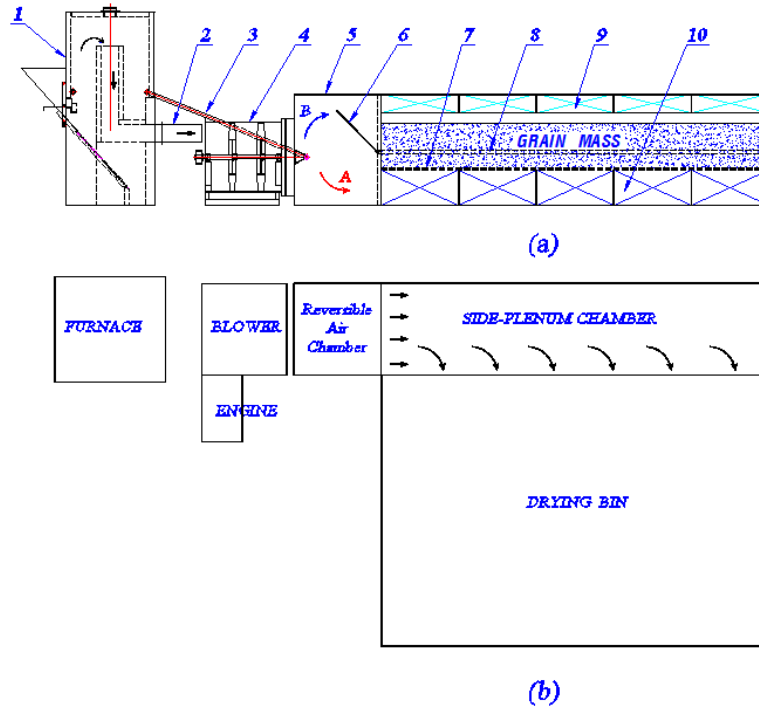 1 2 3 4 5 6 7 8 9 10
B
GRAIN MASS
A
(a)
FURNACE
BLOWER
Reversible
Air
Chamber
SIDE-PLENUM CHAMBER
ENGINE
DRYING BIN
(b)